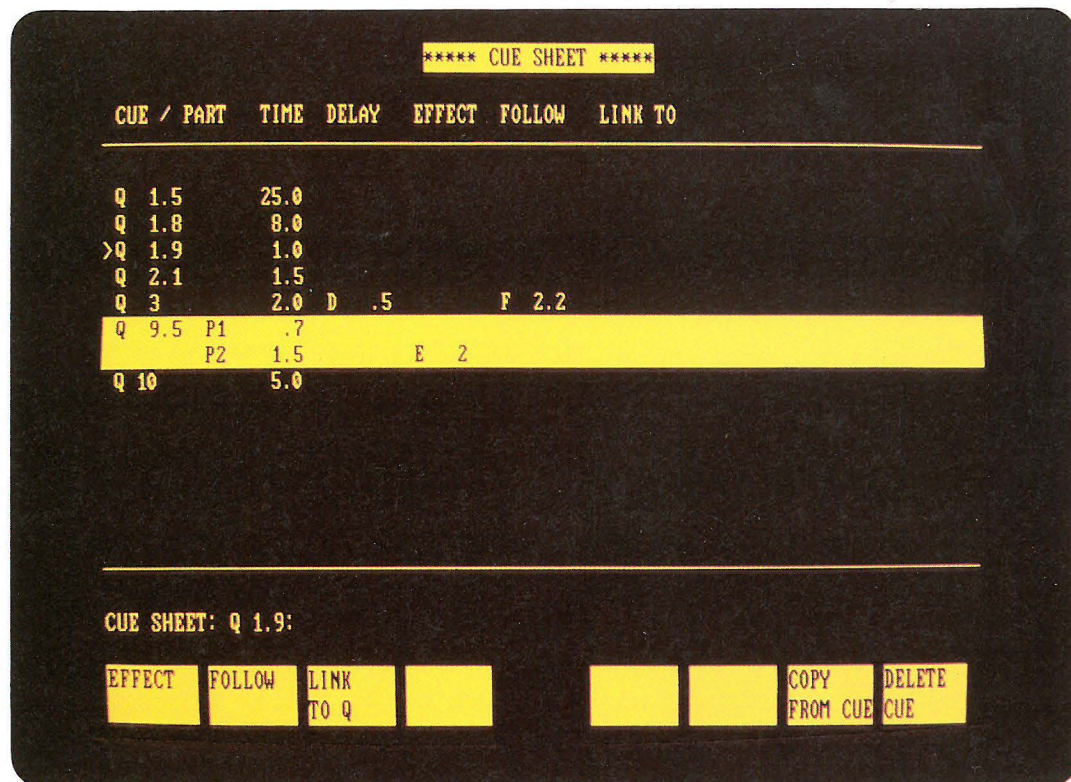 ***** CUE SHEET *****
CUE / PART TIME DELAY EFFECT FOLLOW LINK TO
Q 1.5 25.0
Q 1.8 8.0
>Q 1.9 1.0
Q 2.1 1.5
Q 3 2.0 D .5 F 2.2
Q 9.5 P1 .7
P2 1.5 E 2
Q 10 5.0
CUE SHEET: Q 1.9:
EFFECT FOLLOW LINK TO Q COPY FROM CUE DELETE CUE